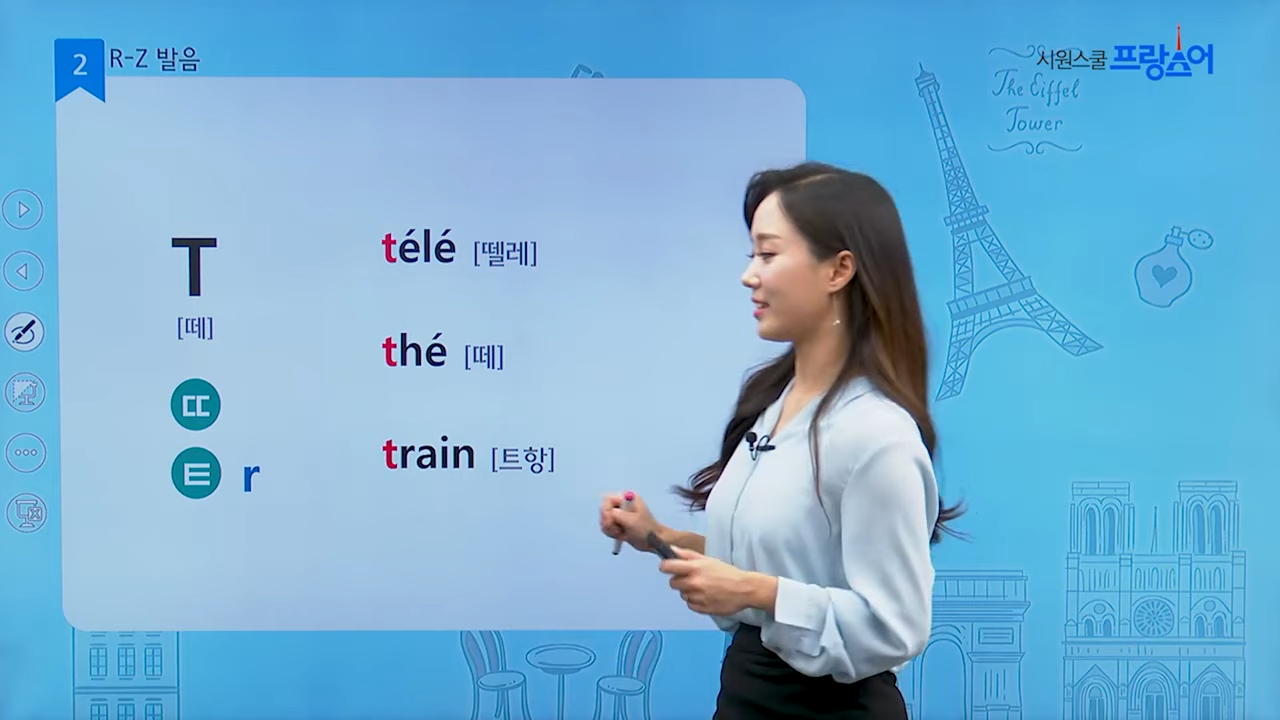 2 R-Z 발음
시원스쿨 프랑스어
The Eiffel
Tower
T
[떼]
ㄸ
ㅌ r
télé [뗄레]
thé [떼]
train [트항]